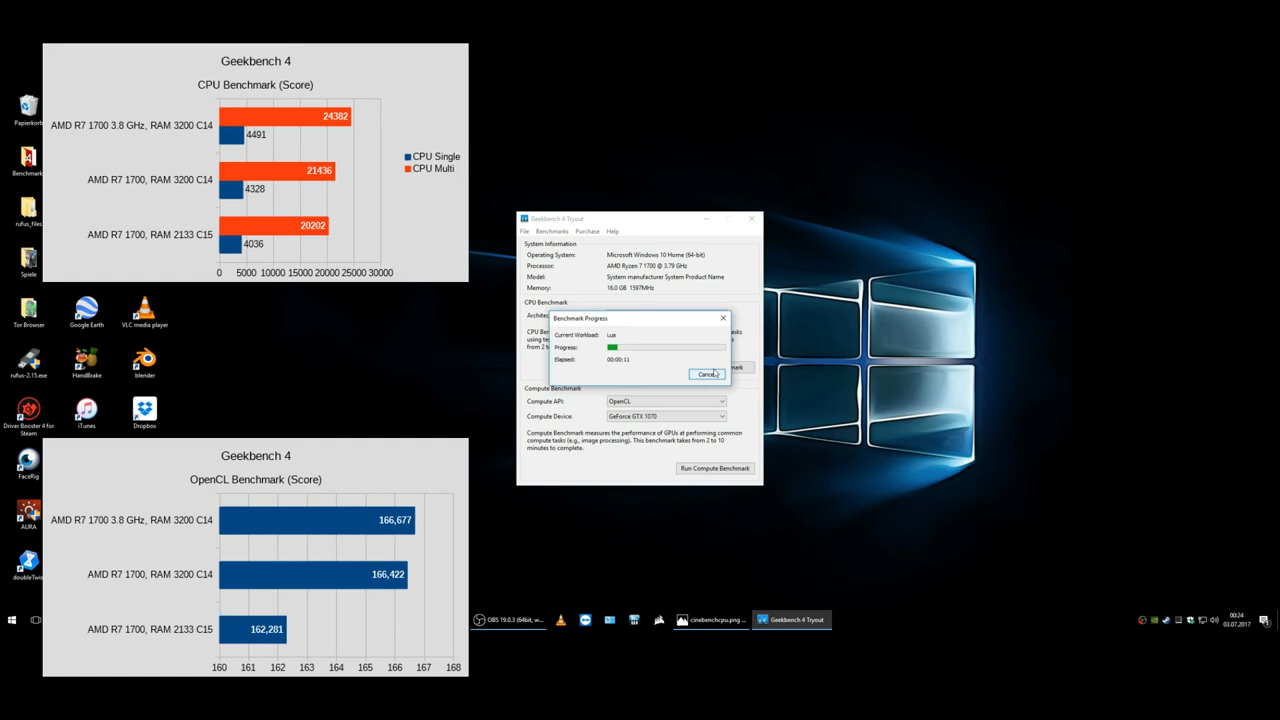 Geekbench 4
CPU Benchmark (Score)
AMD R7 1700 3.8 GHz, RAM 3200 C14
24382
4491
AMD R7 1700, RAM 3200 C14
21436
4328
AMD R7 1700, RAM 2133 C15
20202
4036
0 5000 10000 15000 20000 25000 30000
CPU Single
CPU Multi
Papierkorb
Benchmark
rufus_files
Spiele
Tor Browser
Google Earth
VLC media player
rufus-2.15.exe
HandBrake
blender
Driver Booster 4 for
Steam
iTunes
Dropbox
FaceRig
AURA
doubleTwist
Geekbench 4
OpenCL Benchmark (Score)
AMD R7 1700 3.8 GHz, RAM 3200 C14
166,677
AMD R7 1700, RAM 3200 C14
166,422
AMD R7 1700, RAM 2133 C15
162,281
160 161 162 163 164 165 166 167 168
Geekbench 4 Tryout
File Benchmarks Purchase Help
System Information
Operating System: Microsoft Windows 10 Home (64-bit)
Processor: AMD Ryzen 7 1700 @ 3.79 GHz
Model: System manufacturer System Product Name
Memory: 16.0 GB 1597MHz
CPU Benchmark
Benchmark Progress
Current Workload: Lua
Progress:
Elapsed: 00:00:11
Cancel
Compute Benchmark
Compute API: OpenCL
Compute Device: GeForce GTX 1070
Compute Benchmark measures the performance of GPUs at performing common
compute tasks (e.g., image processing). This benchmark takes from 2 to 10
minutes to complete.
Run Compute Benchmark
OBS 19.0.3 (64bit, w...
cinebenchcpu.png ...
Geekbench 4 Tryout
00:24
03.07.2017